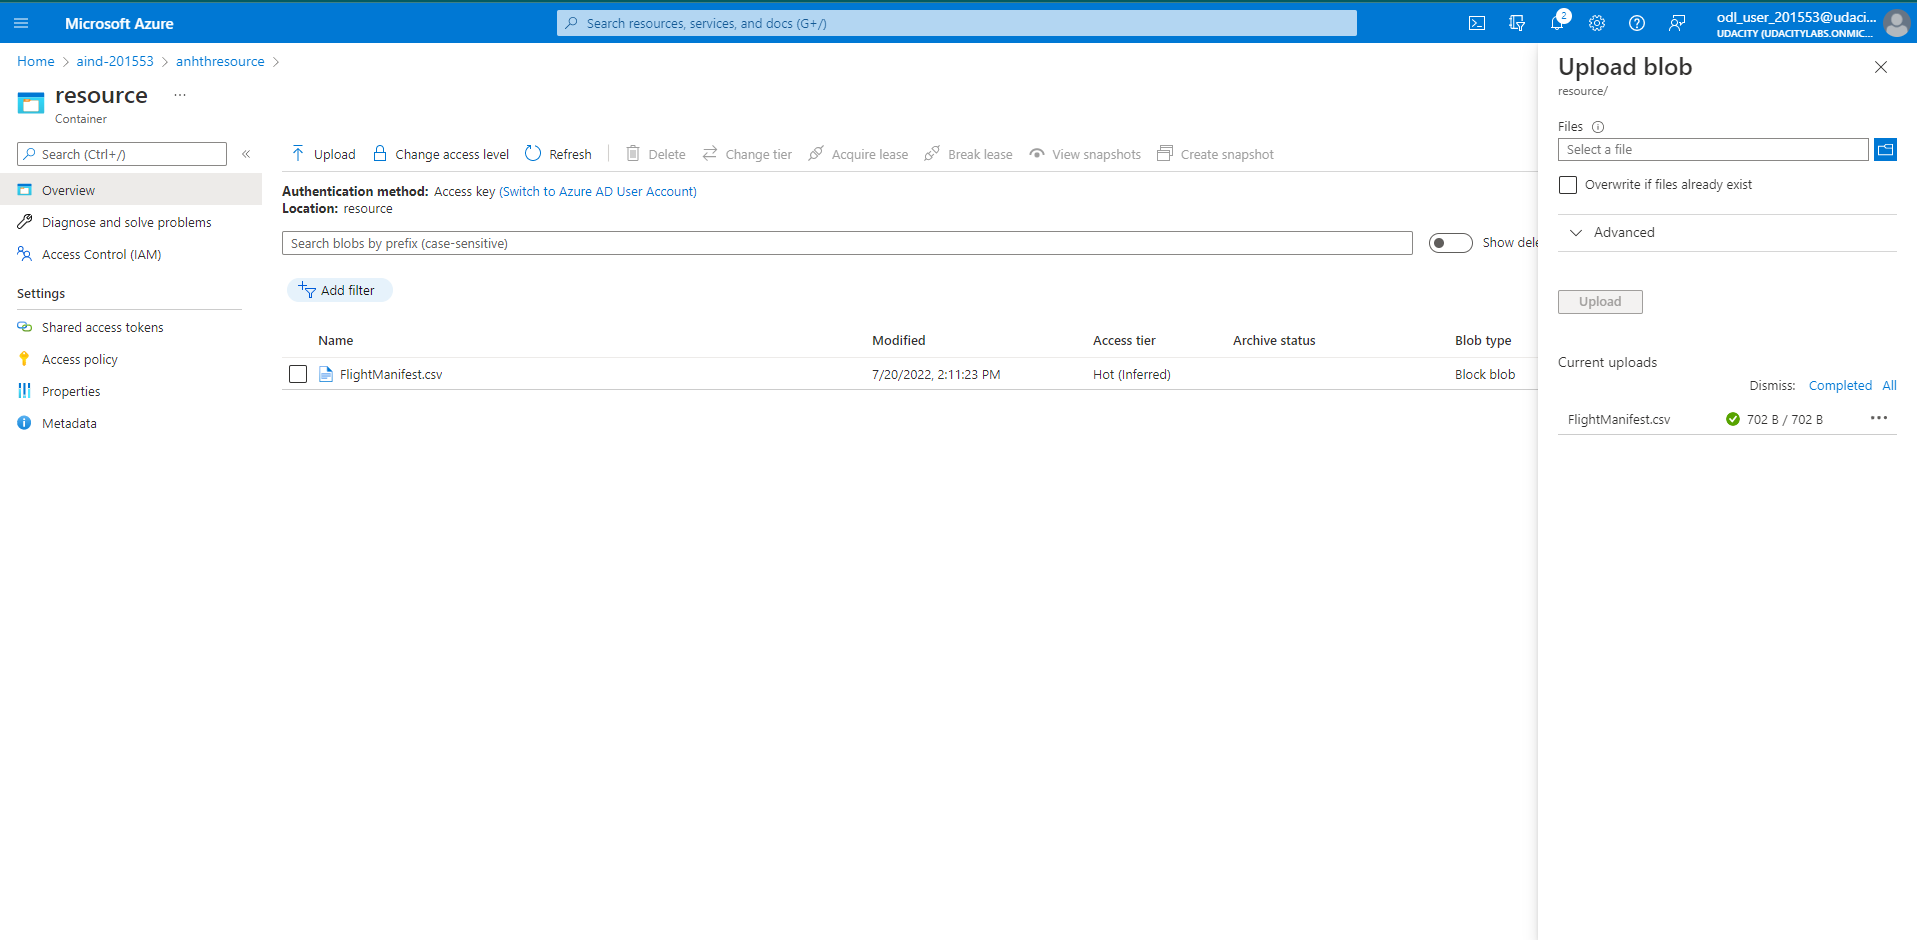 Microsoft Azure
Search resources, services, and docs (G+/)
2
odl_user_201553@udaci...
UDACITY (UDACITYLABS.ONMIC...
Home > aind-201553 > anhthresource >
resource ...
Container
Search (Ctrl+/)
«
Overview
Diagnose and solve problems
Access Control (IAM)
Settings
Shared access tokens
Access policy
Properties
Metadata
Upload
Change access level
Refresh
Delete
Change tier
Acquire lease
Break lease
View snapshots
Create snapshot
Authentication method: Access key (Switch to Azure AD User Account)
Location: resource
Search blobs by prefix (case-sensitive)
Show dele
Add filter
Name Modified Access tier Archive status Blob type
FlightManifest.csv 7/20/2022, 2:11:23 PM Hot (Inferred) Block blob
Upload blob
resource/
Files
Select a file
Overwrite if files already exist
Advanced
Upload
Current uploads
Dismiss: Completed All
FlightManifest.csv 702 B / 702 B ...